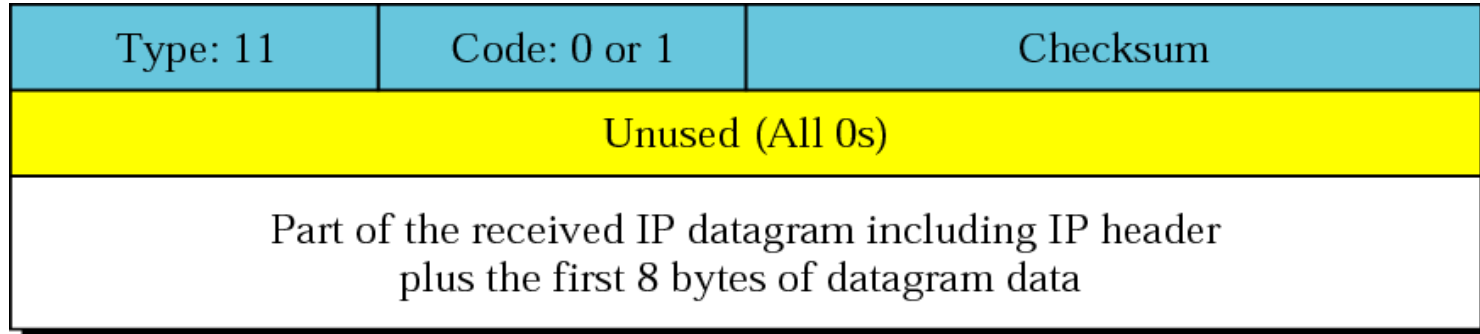 Type: 11 Code: 0 or 1 Checksum
Unused (All 0s)
Part of the received IP datagram including IP header
plus the first 8 bytes of datagram data